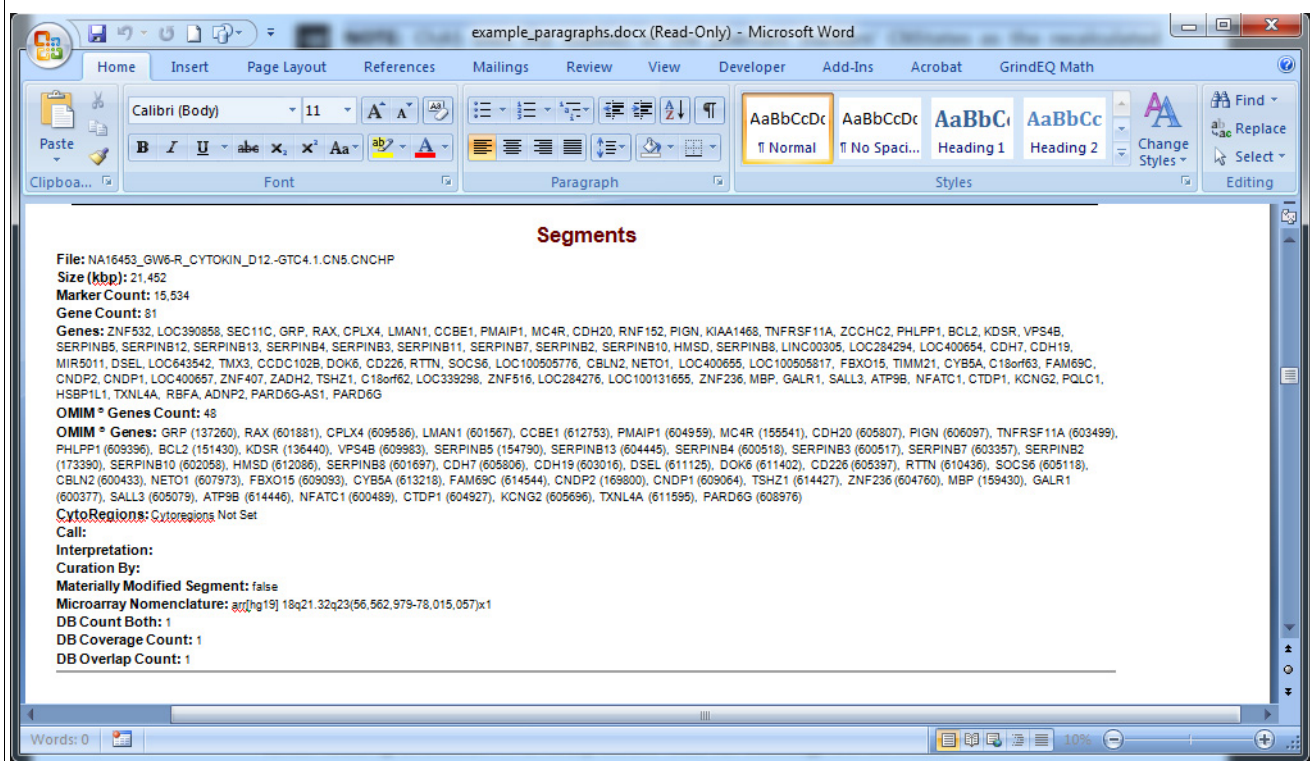 example_paragraphs.docx (Read-Only) - Microsoft Word
Home Insert Page Layout References Mailings Review View Developer Add-Ins Acrobat GrindEQ Math
Calibri (Body) 11
Paste
B I U abc x₂ x² Aa
AaBbCcDc AaBbCcDc AaBbC AaBbCc
¶ Normal ¶ No Spaci... Heading 1 Heading 2
Change Styles
Find
Replace
Select
Clipboa... Font Paragraph Styles Editing
Segments
File: NA16453_GW6-R_CYTOKIN_D12.-GTC4.1.CN5.CNCHP
Size (kbp): 21,452
Marker Count: 15,534
Gene Count: 81
Genes: ZNF532, LOC390858, SEC11C, GRP, RAX, CPLX4, LMAN1, CCBE1, PMAIP1, MC4R, CDH20, RNF152, PIGN, KIAA1468, TNFRSF11A, ZCCHC2, PHLPP1, BCL2, KDSR, VPS4B,
SERPINB5, SERPINB12, SERPINB13, SERPINB4, SERPINB3, SERPINB11, SERPINB7, SERPINB2, SERPINB10, HMSD, SERPINB8, LINC00305, LOC284294, LOC400654, CDH7, CDH19,
MIR5011, DSEL, LOC643542, TMX3, CCDC102B, DOK6, CD226, RTTN, SOCS6, LOC100505776, CBLN2, NETO1, LOC400655, LOC100505817, FBXO15, TIMM21, CYB5A, C18orf63, FAM69C,
CNDP2, CNDP1, LOC400657, ZNF407, ZADH2, TSHZ1, C18orf62, LOC339298, ZNF516, LOC284276, LOC100131655, ZNF236, MBP, GALR1, SALL3, ATP9B, NFATC1, CTDP1, KCNG2, PQLC1,
HSBP1L1, TXNL4A, RBFA, ADNP2, PARD6G-AS1, PARD6G
OMIM ® Genes Count: 48
OMIM ® Genes: GRP (137260), RAX (601881), CPLX4 (609586), LMAN1 (601567), CCBE1 (612753), PMAIP1 (604959), MC4R (155541), CDH20 (605807), PIGN (606097), TNFRSF11A (603499),
PHLPP1 (609396), BCL2 (151430), KDSR (136440), VPS4B (609983), SERPINB5 (154790), SERPINB13 (604445), SERPINB4 (600518), SERPINB3 (600517), SERPINB7 (603357), SERPINB2
(173390), SERPINB10 (602058), HMSD (612086), SERPINB8 (601697), CDH7 (605806), CDH19 (603016), DSEL (611125), DOK6 (611402), CD226 (605397), RTTN (610436), SOCS6 (605118),
CBLN2 (600433), NETO1 (607973), FBXO15 (609093), CYB5A (613218), FAM69C (614544), CNDP2 (169800), CNDP1 (609064), TSHZ1 (614427), ZNF236 (604760), MBP (159430), GALR1
(600377), SALL3 (605079), ATP9B (614446), NFATC1 (600489), CTDP1 (604927), KCNG2 (605696), TXNL4A (611595), PARD6G (608976)
CytoRegions: Cytoregions Not Set
Call:
Interpretation:
Curation By:
Materially Modified Segment: false
Microarray Nomenclature: arr[hg19] 18q21.32q23(56,562,979-78,015,057)x1
DB Count Both: 1
DB Coverage Count: 1
DB Overlap Count: 1
Words: 0
10%